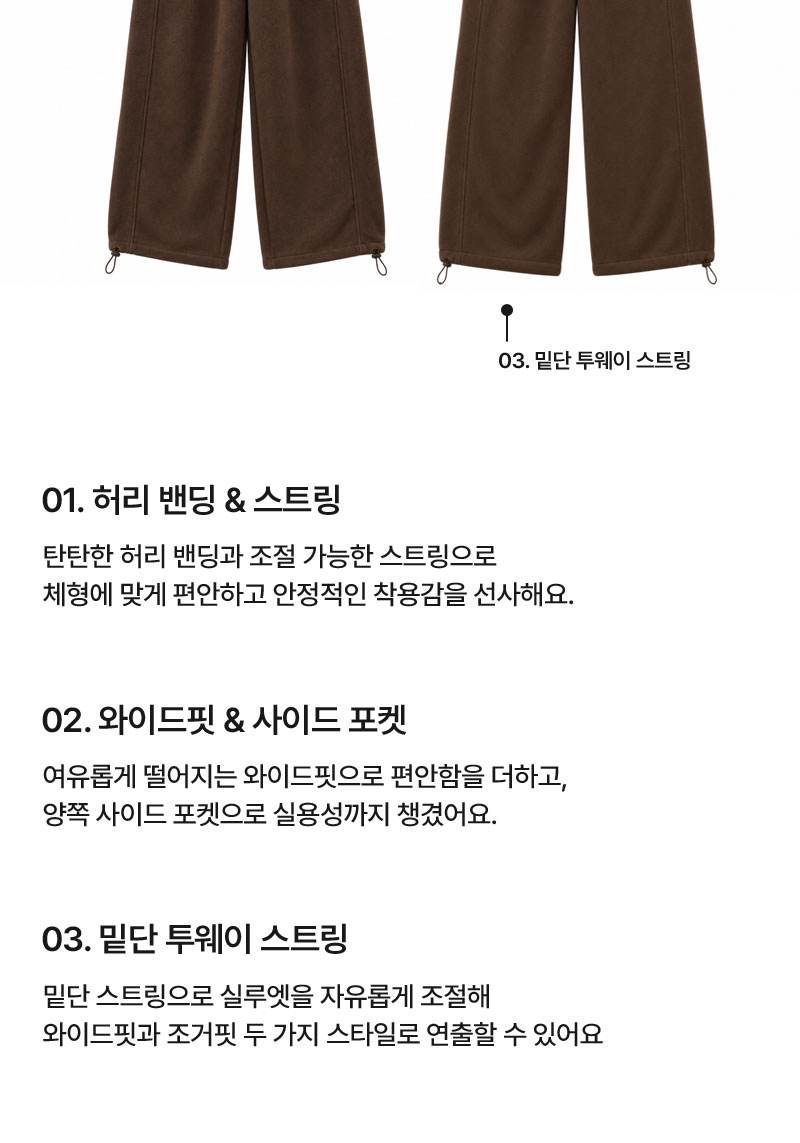 03. 밑단 투웨이 스트링
01. 허리 밴딩 & 스트링
탄탄한 허리 밴딩과 조절 가능한 스트링으로
체형에 맞게 편안하고 안정적인 착용감을 선사해요.
02. 와이드핏 & 사이드 포켓
여유롭게 떨어지는 와이드핏으로 편안함을 더하고,
양쪽 사이드 포켓으로 실용성까지 챙겼어요.
03. 밑단 투웨이 스트링
밑단 스트링으로 실루엣을 자유롭게 조절해
와이드핏과 조거핏 두 가지 스타일로 연출할 수 있어요